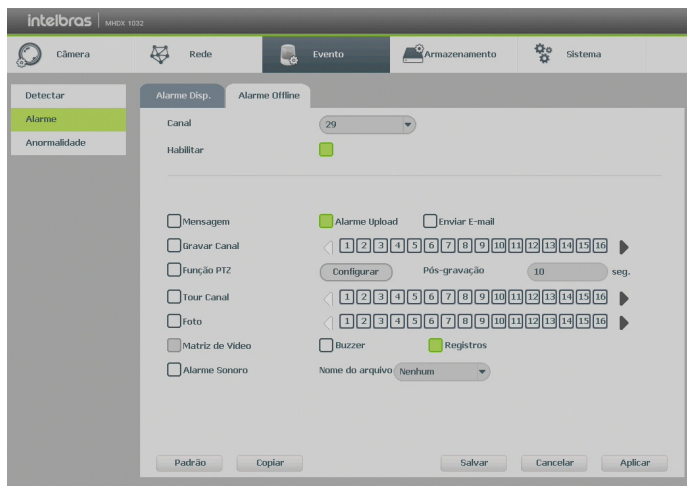 intelbras | MHDX 1032
Câmera Rede Evento Armazenamento Sistema
Detectar
Alarme
Anormalidade
Alarme Disp. Alarme Offline
Canal 29
Habilitar
Mensagem Alarme Upload Enviar E-mail
Gravar Canal 1 2 3 4 5 6 7 8 9 10 11 12 13 14 15 16
Função PTZ Configurar Pós-gravação 10 seg.
Tour Canal 1 2 3 4 5 6 7 8 9 10 11 12 13 14 15 16
Foto 1 2 3 4 5 6 7 8 9 10 11 12 13 14 15 16
Matriz de Vídeo Buzzer Registros
Alarme Sonoro Nome do arquivo Nenhum
Padrão Copiar Salvar Cancelar Aplicar